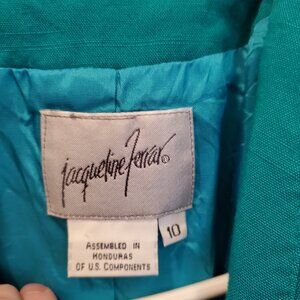 jacqueline ferrar ©
10
ASSEMBLED IN
HONDURAS
OF U.S. COMPONENTS